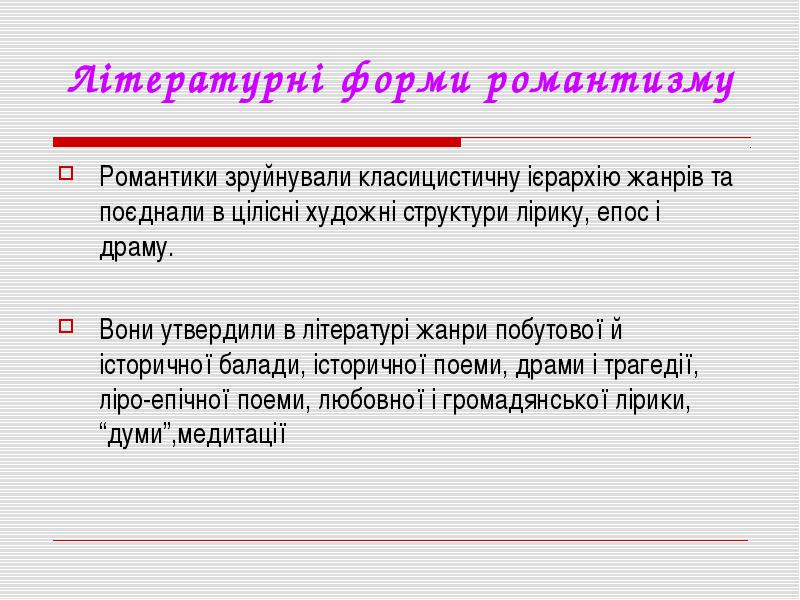 Літературні форми романтизму
Романтики зруйнували класицистичну ієрархію жанрів та
поєднали в цілісні художні структури лірику, епос і
драму.
Вони утвердили в літературі жанри побутової й
історичної балади, історичної поеми, драми і трагедії,
ліро-епічної поеми, любовної і громадянської лірики,
“думи”,медитації